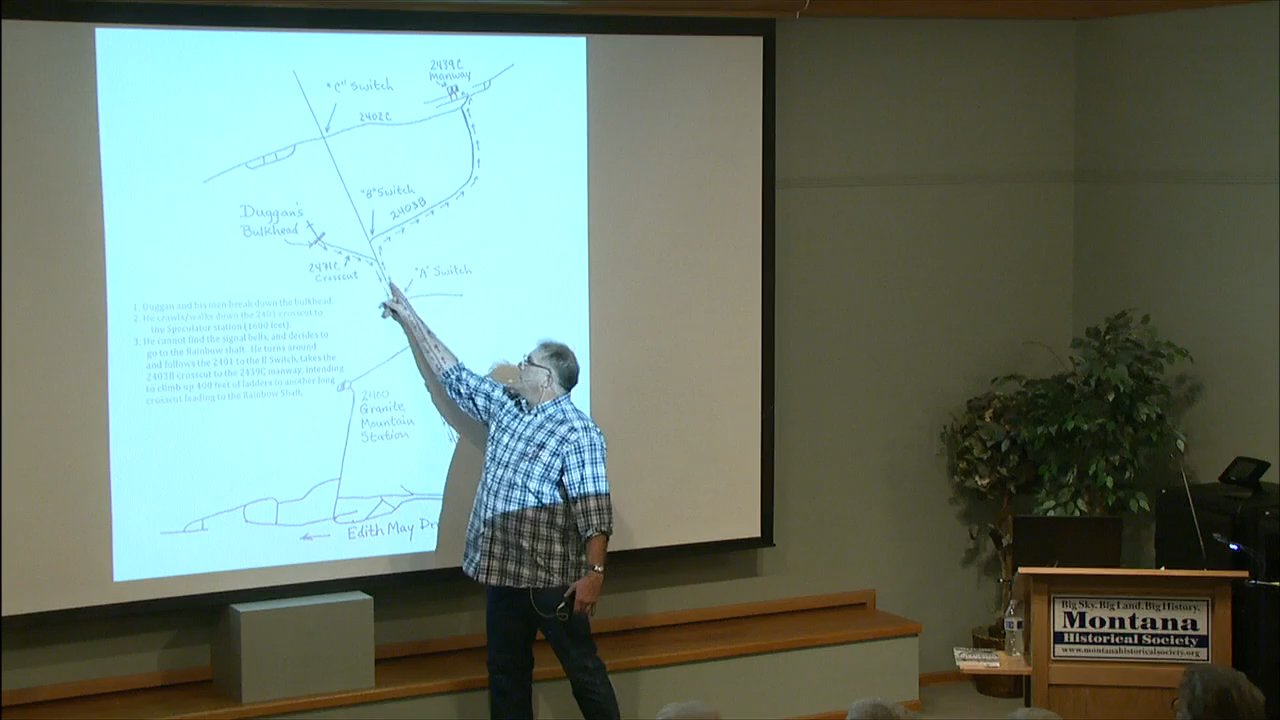 2439C
Manway
"C" Switch
2402C
"B" Switch
2403B
Duggan's
Bulkhead
2471C
Crosscut
"A" Switch
1. Duggan and his men break down the bulkhead.
2. He crawls/walks down the 2401 crosscut to
the Speculator station (1600 feet).
3. He cannot find the signal bells, and decides to
go to the Rainbow shaft. He turns around
and follows the 2401 to the B Switch, takes the
2403B crosscut to the 2439C manway, intending
to climb up 400 feet of ladders to another long
crosscut leading to the Rainbow Shaft.
2400
Granite
Mountain
Station
Edith May Dr
Big Sky. Big Land. Big History.
Montana
Historical Society
www.montanahistoricalsociety.org